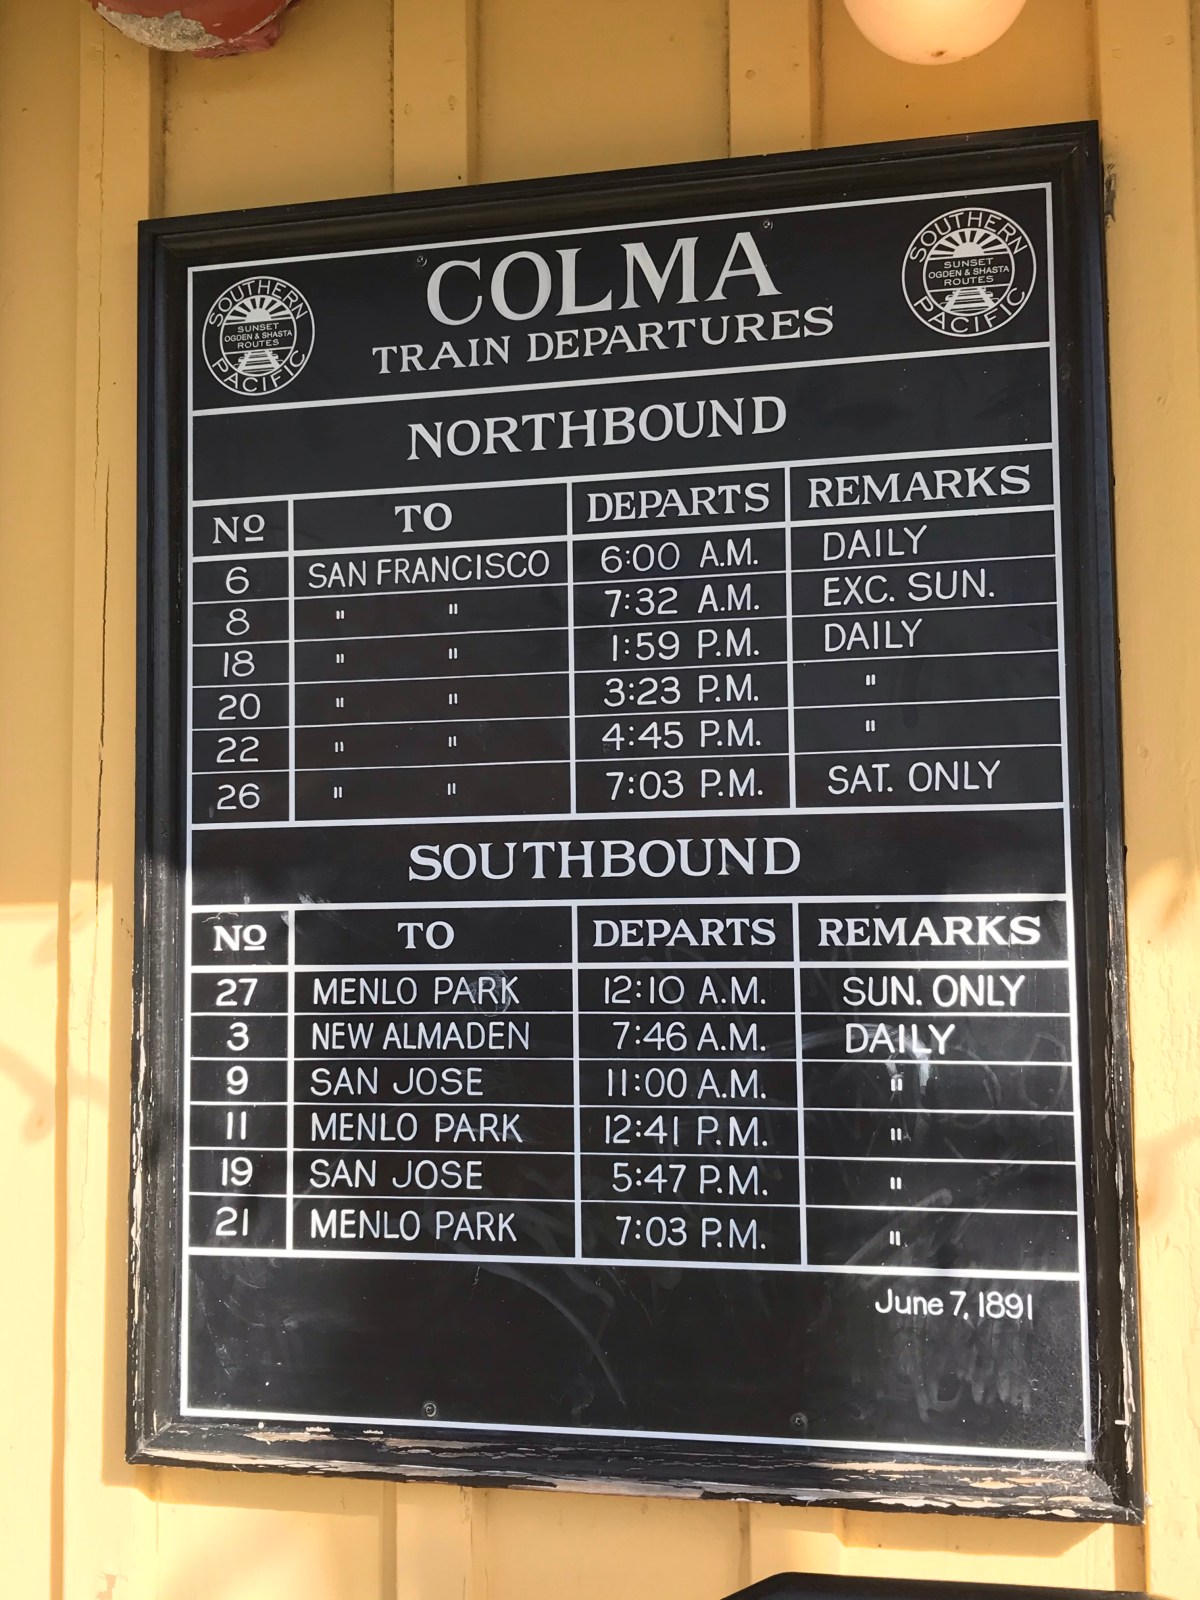 COLMA
TRAIN DEPARTURES
SOUTHERN
SUNSET
OGDEN & SHASTA
ROUTES
PACIFIC
SOUTHERN
SUNSET
OGDEN & SHASTA
ROUTES
PACIFIC
NORTHBOUND
No TO DEPARTS REMARKS
6 SAN FRANCISCO 6:00 A.M. DAILY
8 " " 7:32 A.M. EXC. SUN.
18 " " 1:59 P.M. DAILY
20 " " 3:23 P.M. "
22 " " 4:45 P.M. "
26 " " 7:03 P.M. SAT. ONLY
SOUTHBOUND
No TO DEPARTS REMARKS
27 MENLO PARK 12:10 A.M. SUN. ONLY
3 NEW ALMADEN 7:46 A.M. DAILY
9 SAN JOSE 11:00 A.M. "
11 MENLO PARK 12:41 P.M. "
19 SAN JOSE 5:47 P.M. "
21 MENLO PARK 7:03 P.M. "
June 7, 1891